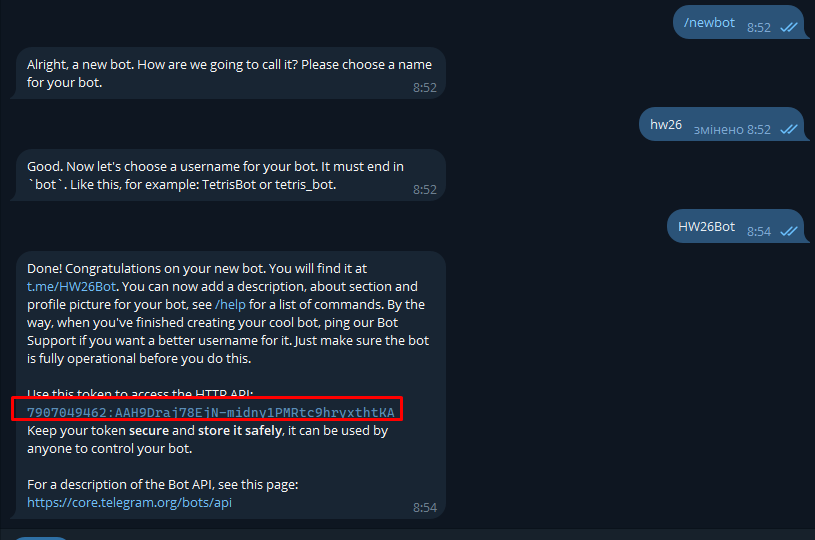 /newbot 8:52
Alright, a new bot. How are we going to call it? Please choose a name
for your bot.
8:52
hw26 змінено 8:52
Good. Now let's choose a username for your bot. It must end in
`bot`. Like this, for example: TetrisBot or tetris_bot.
8:52
HW26Bot 8:54
Done! Congratulations on your new bot. You will find it at
t.me/HW26Bot. You can now add a description, about section and
profile picture for your bot, see /help for a list of commands. By the
way, when you've finished creating your cool bot, ping our Bot
Support if you want a better username for it. Just make sure the bot
is fully operational before you do this.
Use this token to access the HTTP API:
7907049462:AAH9Draj78EjN-midny1PMRtc9hryxthtKA
Keep your token secure and store it safely, it can be used by
anyone to control your bot.
For a description of the Bot API, see this page:
https://core.telegram.org/bots/api
8:54